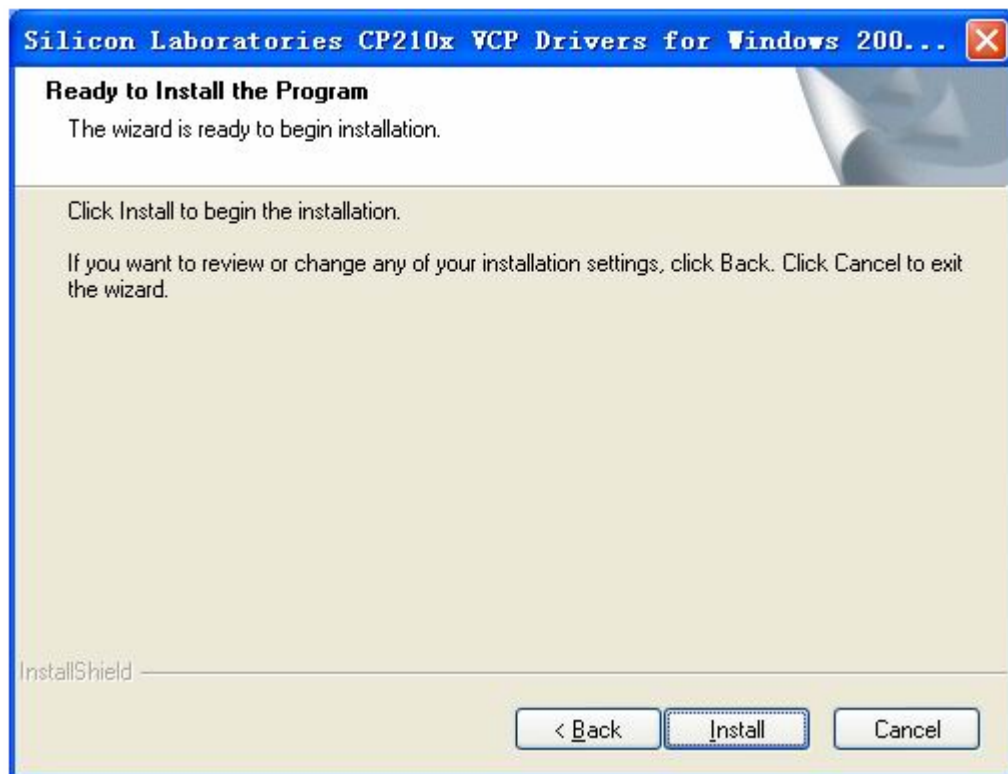 Silicon Laboratories CP210x VCP Drivers for Windows 200...
Ready to Install the Program
The wizard is ready to begin installation.
Click Install to begin the installation.
If you want to review or change any of your installation settings, click Back. Click Cancel to exit
the wizard.
InstallShield
< Back
Install
Cancel